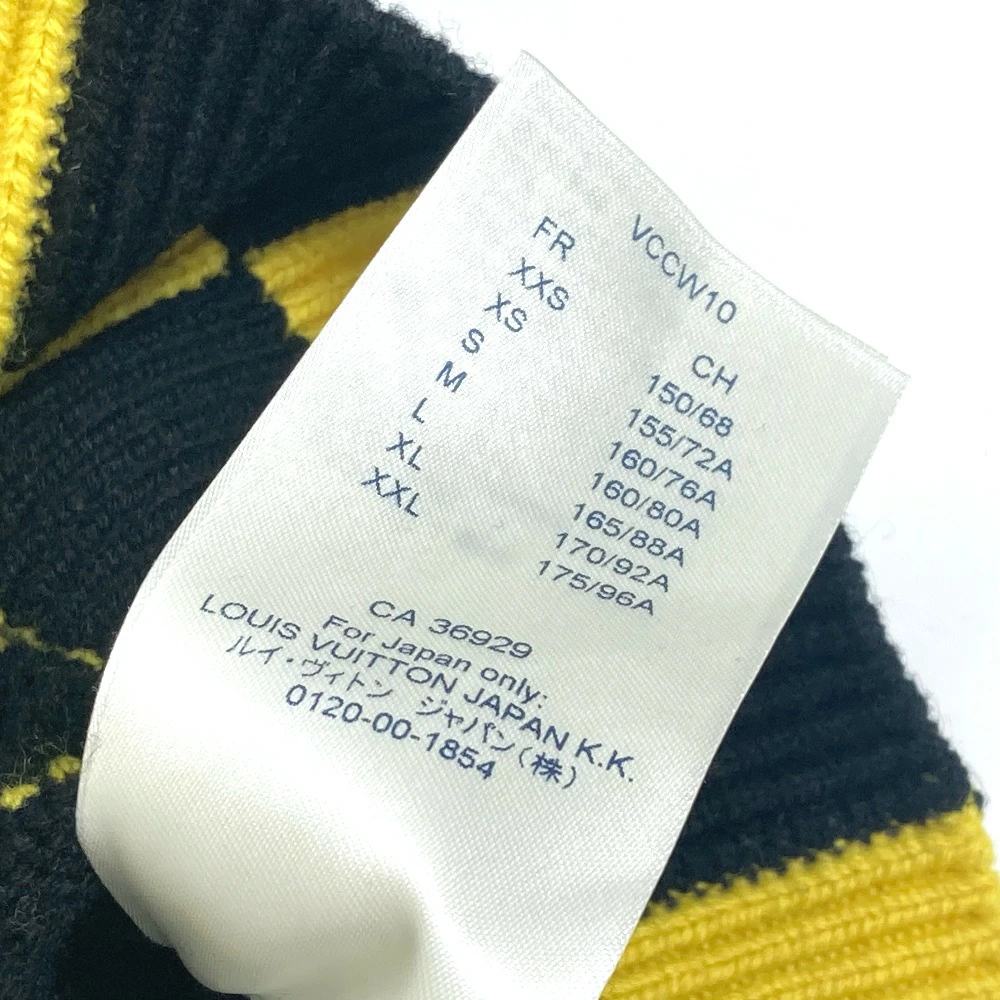 VCCW10
FR CH
XXS 150/68
XS 155/72A
S 160/76A
M 160/80A
L 165/88A
XL 170/92A
XXL 175/96A
CA 36929
For Japan only:
LOUIS VUITTON JAPAN K.K.
ルイ・ヴィトン ジャパン(株)
0120-00-1854